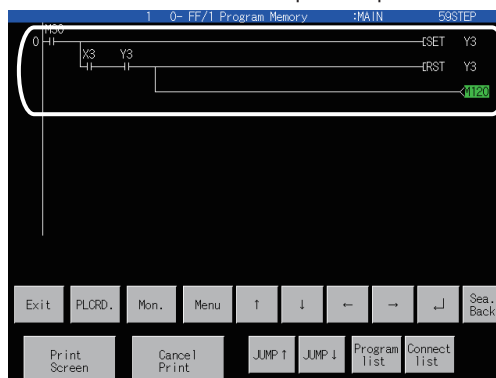 1 0- FF/1 Program Memory :MAIN 59STEP
M30
0 [SET Y3
X3 Y3 [RST Y3
M120
Exit PLCRD. Mon. Menu ↑ ↓ ← → ↵ Sea. Back
Print Screen Cancel Print JUMP↑ JUMP↓ Program list Connect list